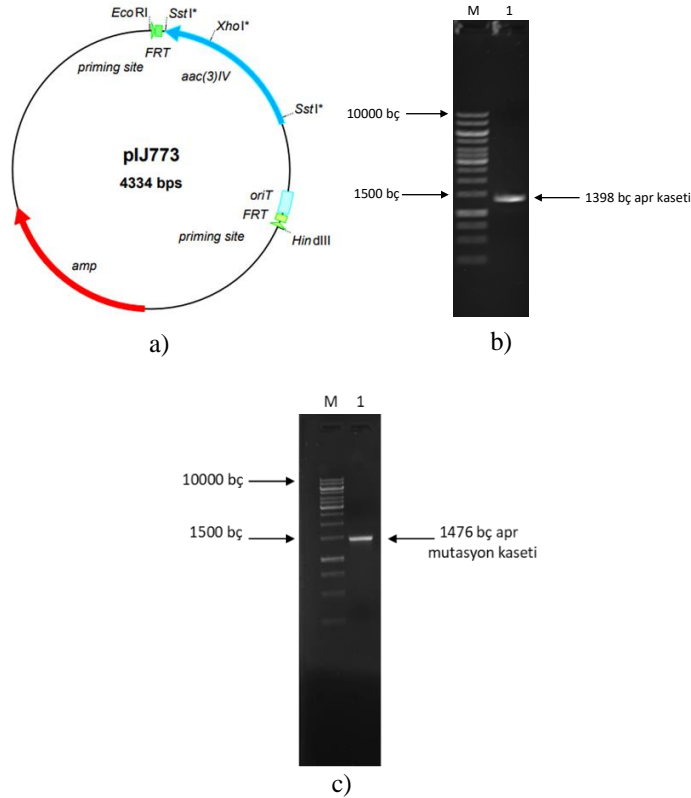 EcoRI
SstI*
XhoI*
FRT
priming site
aac(3)IV
SstI*
pIJ773
4334 bps
oriT
FRT
priming site
HindIII
amp
a)
M 1
10000 bç
1500 bç
1398 bç apr kaseti
b)
M 1
10000 bç
1500 bç
1476 bç apr
mutasyon kaseti
c)